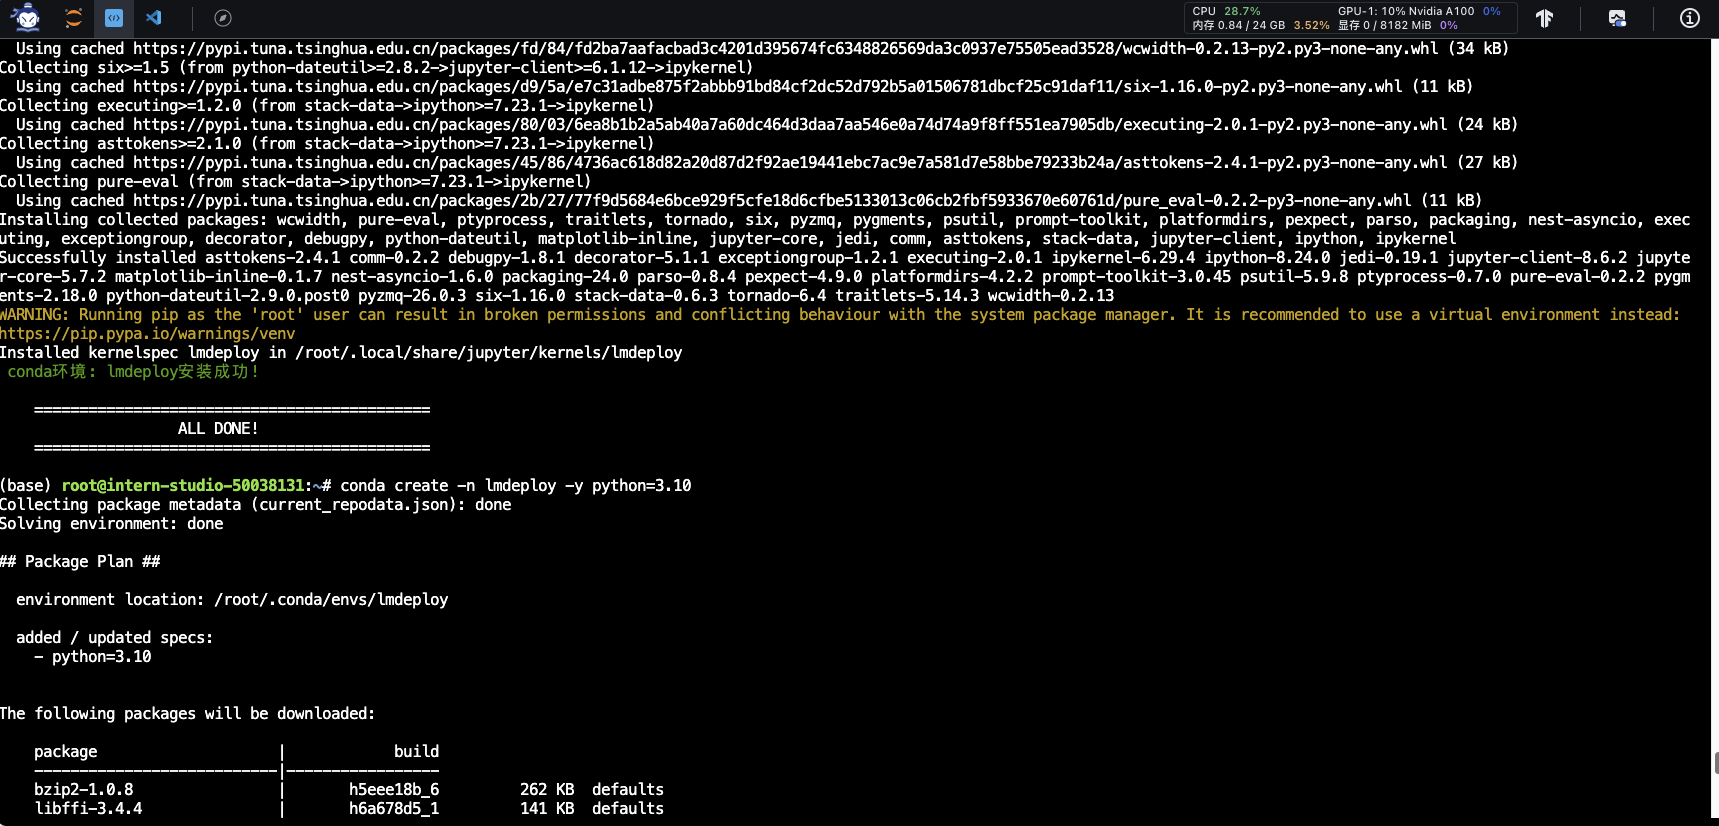 CPU 28.7% GPU-1: 10% Nvidia A100 0%
内存 0.84 / 24 GB 3.52% 显存 0 / 8182 MiB 0%
Using cached https://pypi.tuna.tsinghua.edu.cn/packages/fd/84/fd2ba7aafacbad3c4201d395674fc6348826569da3c0937e75505ead3528/wcwidth-0.2.13-py2.py3-none-any.whl (34 kB)
Collecting six>=1.5 (from python-dateutil>=2.8.2->jupyter-client>=6.1.12->ipykernel)
Using cached https://pypi.tuna.tsinghua.edu.cn/packages/d9/5a/e7c31adbe875f2abbb91bd84cf2dc52d792b5a01506781dbcf25c91daf11/six-1.16.0-py2.py3-none-any.whl (11 kB)
Collecting executing>=1.2.0 (from stack-data->ipython>=7.23.1->ipykernel)
Using cached https://pypi.tuna.tsinghua.edu.cn/packages/80/03/6ea8b1b2a5ab40a7a60dc464d3daa7aa546e0a74d74a9f8ff551ea7905db/executing-2.0.1-py2.py3-none-any.whl (24 kB)
Collecting asttokens>=2.1.0 (from stack-data->ipython>=7.23.1->ipykernel)
Using cached https://pypi.tuna.tsinghua.edu.cn/packages/45/86/4736ac618d82a20d87d2f92ae19441ebc7ac9e7a581d7e58bbe79233b24a/asttokens-2.4.1-py2.py3-none-any.whl (27 kB)
Collecting pure-eval (from stack-data->ipython>=7.23.1->ipykernel)
Using cached https://pypi.tuna.tsinghua.edu.cn/packages/2b/27/77f9d5684e6bce929f5cfe18d6cfbe5133013c06cb2fbf5933670e60761d/pure_eval-0.2.2-py3-none-any.whl (11 kB)
Installing collected packages: wcwidth, pure-eval, ptyprocess, traitlets, tornado, six, pyzmq, pygments, psutil, prompt-toolkit, platformdirs, pexpect, parso, packaging, nest-asyncio, exec
uting, exceptiongroup, decorator, debugpy, python-dateutil, matplotlib-inline, jupyter-core, jedi, comm, asttokens, stack-data, jupyter-client, ipython, ipykernel
Successfully installed asttokens-2.4.1 comm-0.2.2 debugpy-1.8.1 decorator-5.1.1 exceptiongroup-1.2.1 executing-2.0.1 ipykernel-6.29.4 ipython-8.24.0 jedi-0.19.1 jupyter-client-8.6.2 jupyte
r-core-5.7.2 matplotlib-inline-0.1.7 nest-asyncio-1.6.0 packaging-24.0 parso-0.8.4 pexpect-4.9.0 platformdirs-4.2.2 prompt-toolkit-3.0.45 psutil-5.9.8 ptyprocess-0.7.0 pure-eval-0.2.2 pygm
ents-2.18.0 python-dateutil-2.9.0.post0 pyzmq-26.0.3 six-1.16.0 stack-data-0.6.3 tornado-6.4 traitlets-5.14.3 wcwidth-0.2.13
WARNING: Running pip as the 'root' user can result in broken permissions and conflicting behaviour with the system package manager. It is recommended to use a virtual environment instead:
https://pip.pypa.io/warnings/venv
Installed kernelspec lmdeploy in /root/.local/share/jupyter/kernels/lmdeploy
conda环境: lmdeploy安装成功!
============================================
ALL DONE!
============================================
(base) root@intern-studio-50038131:~# conda create -n lmdeploy -y python=3.10
Collecting package metadata (current_repodata.json): done
Solving environment: done
## Package Plan ##
environment location: /root/.conda/envs/lmdeploy
added / updated specs:
- python=3.10
The following packages will be downloaded:
package | build
---------------------------|-----------------
bzip2-1.0.8 | h5eee18b_6 262 KB defaults
libffi-3.4.4 | h6a678d5_1 141 KB defaults